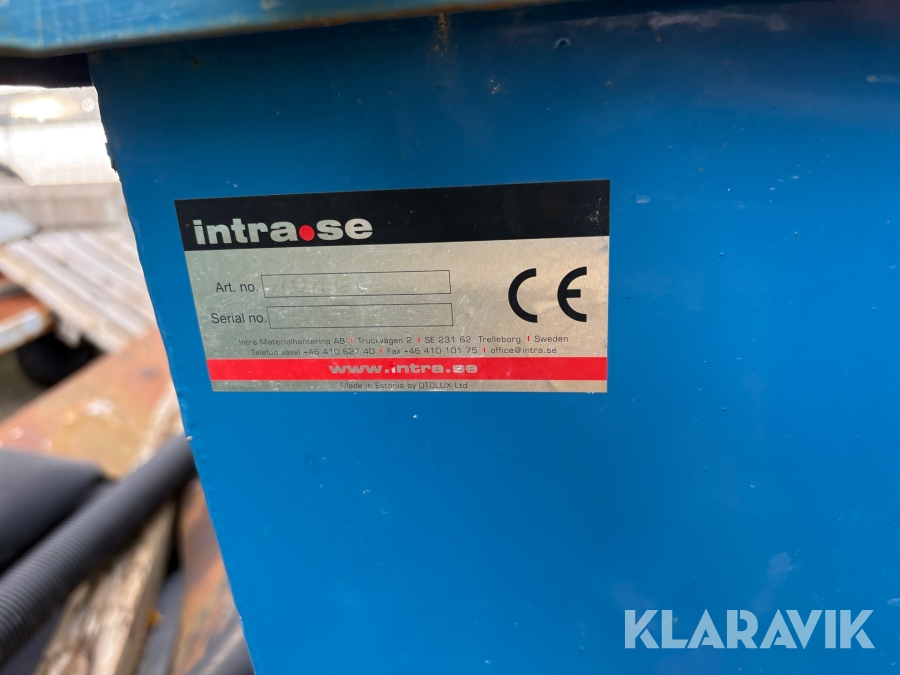 intra.se
Art. no.
CE
Serial no.
Intra Materialhantering AB | Truckvägen 2 | SE 231 62 Trelleborg | Sweden
Telefon växel +46 410 627 40 | Fax +46 410 101 75 | office@intra.se
www.intra.se
Made in Estonia by OTOLUX Ltd
KLARAVIK